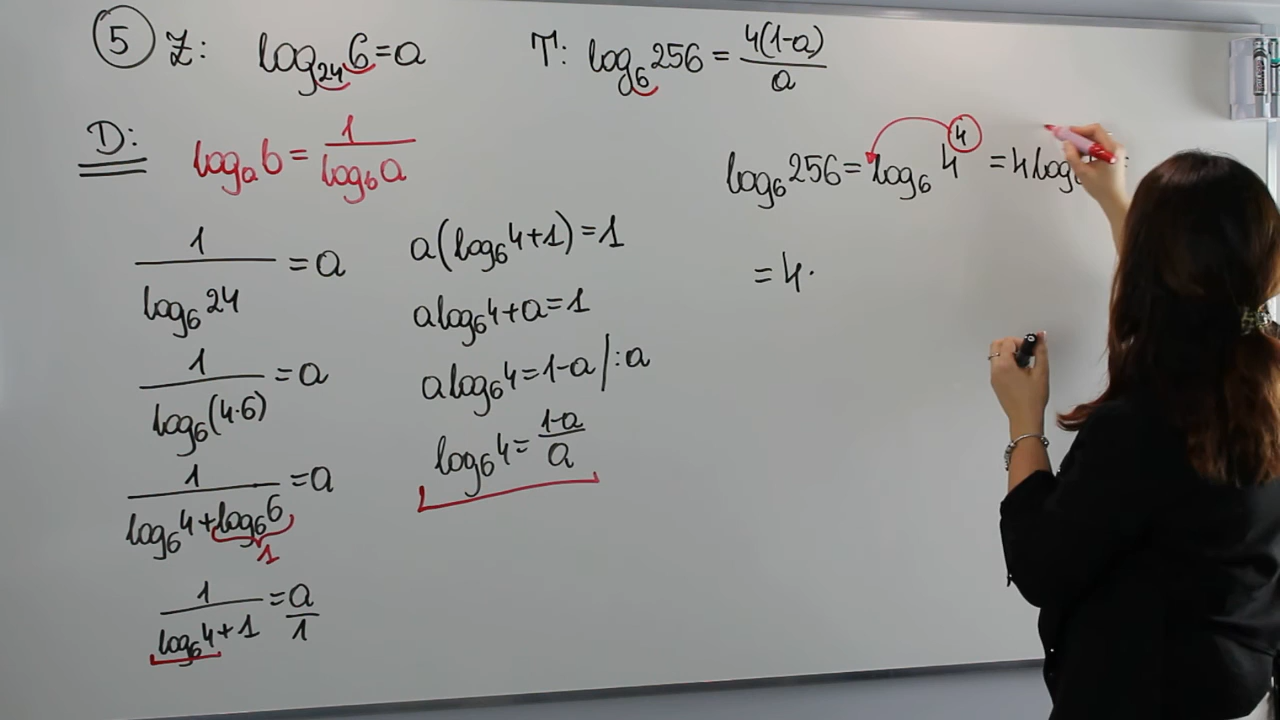 ⑤ Z: log₂₄6=a T: log₆256 = 4(1-a)/a
D: logₐb = 1/log_b a
1/log₆24 = a
1/log₆(4·6) = a
1/(log₆4+log₆6) = a
1
1/(log₆4+1) = a/1
a(log₆4+1)=1
alog₆4+a=1
alog₆4=1-a/:a
log₆4= (1-a)/a
log₆256= log₆4⁴ =4log₆
=4·